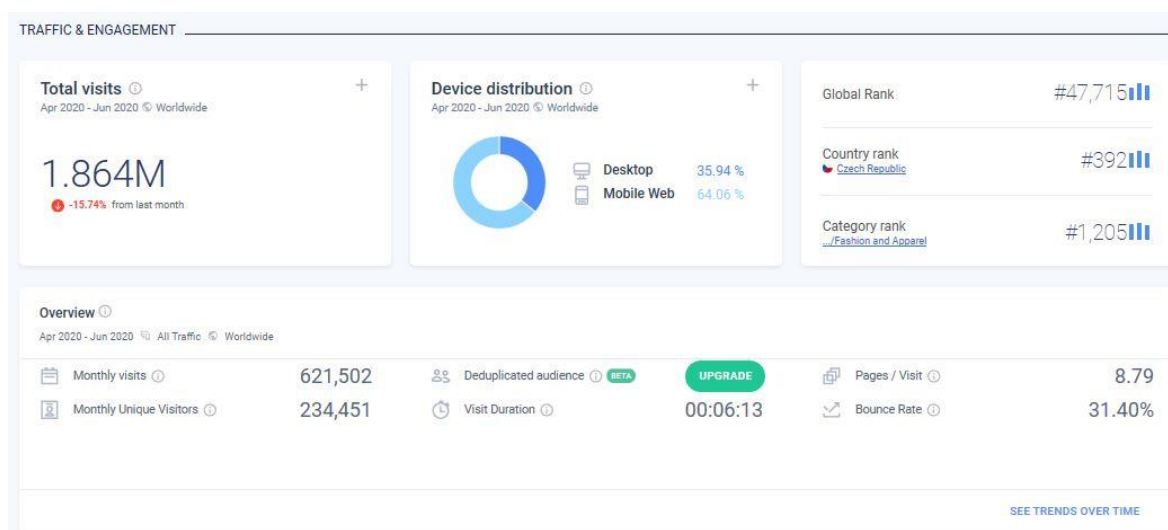 TRAFFIC & ENGAGEMENT
Total visits
Apr 2020 - Jun 2020 Worldwide
1.864M
-15.74% from last month
Device distribution
Apr 2020 - Jun 2020 Worldwide
Desktop 35.94 %
Mobile Web 64.06 %
Global Rank #47,715
Country rank #392
Czech Republic
Category rank #1,205
.../Fashion and Apparel
Overview
Apr 2020 - Jun 2020 All Traffic Worldwide
Monthly visits 621,502
Monthly Unique Visitors 234,451
Deduplicated audience BETA UPGRADE
Visit Duration 00:06:13
Pages / Visit 8.79
Bounce Rate 31.40%
SEE TRENDS OVER TIME